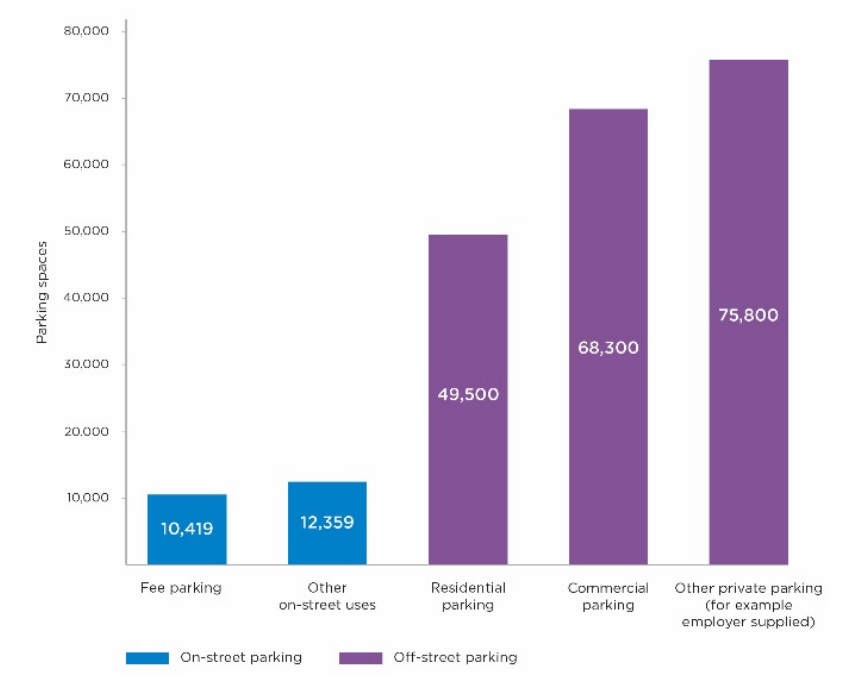 80,000
70,000
60,000
50,000
40,000
30,000
20,000
10,000
Parking spaces
10,419
12,359
49,500
68,300
75,800
Fee parking
Other
on-street uses
Residential
parking
Commercial
parking
Other private parking
(for example
employer supplied)
On-street parking
Off-street parking